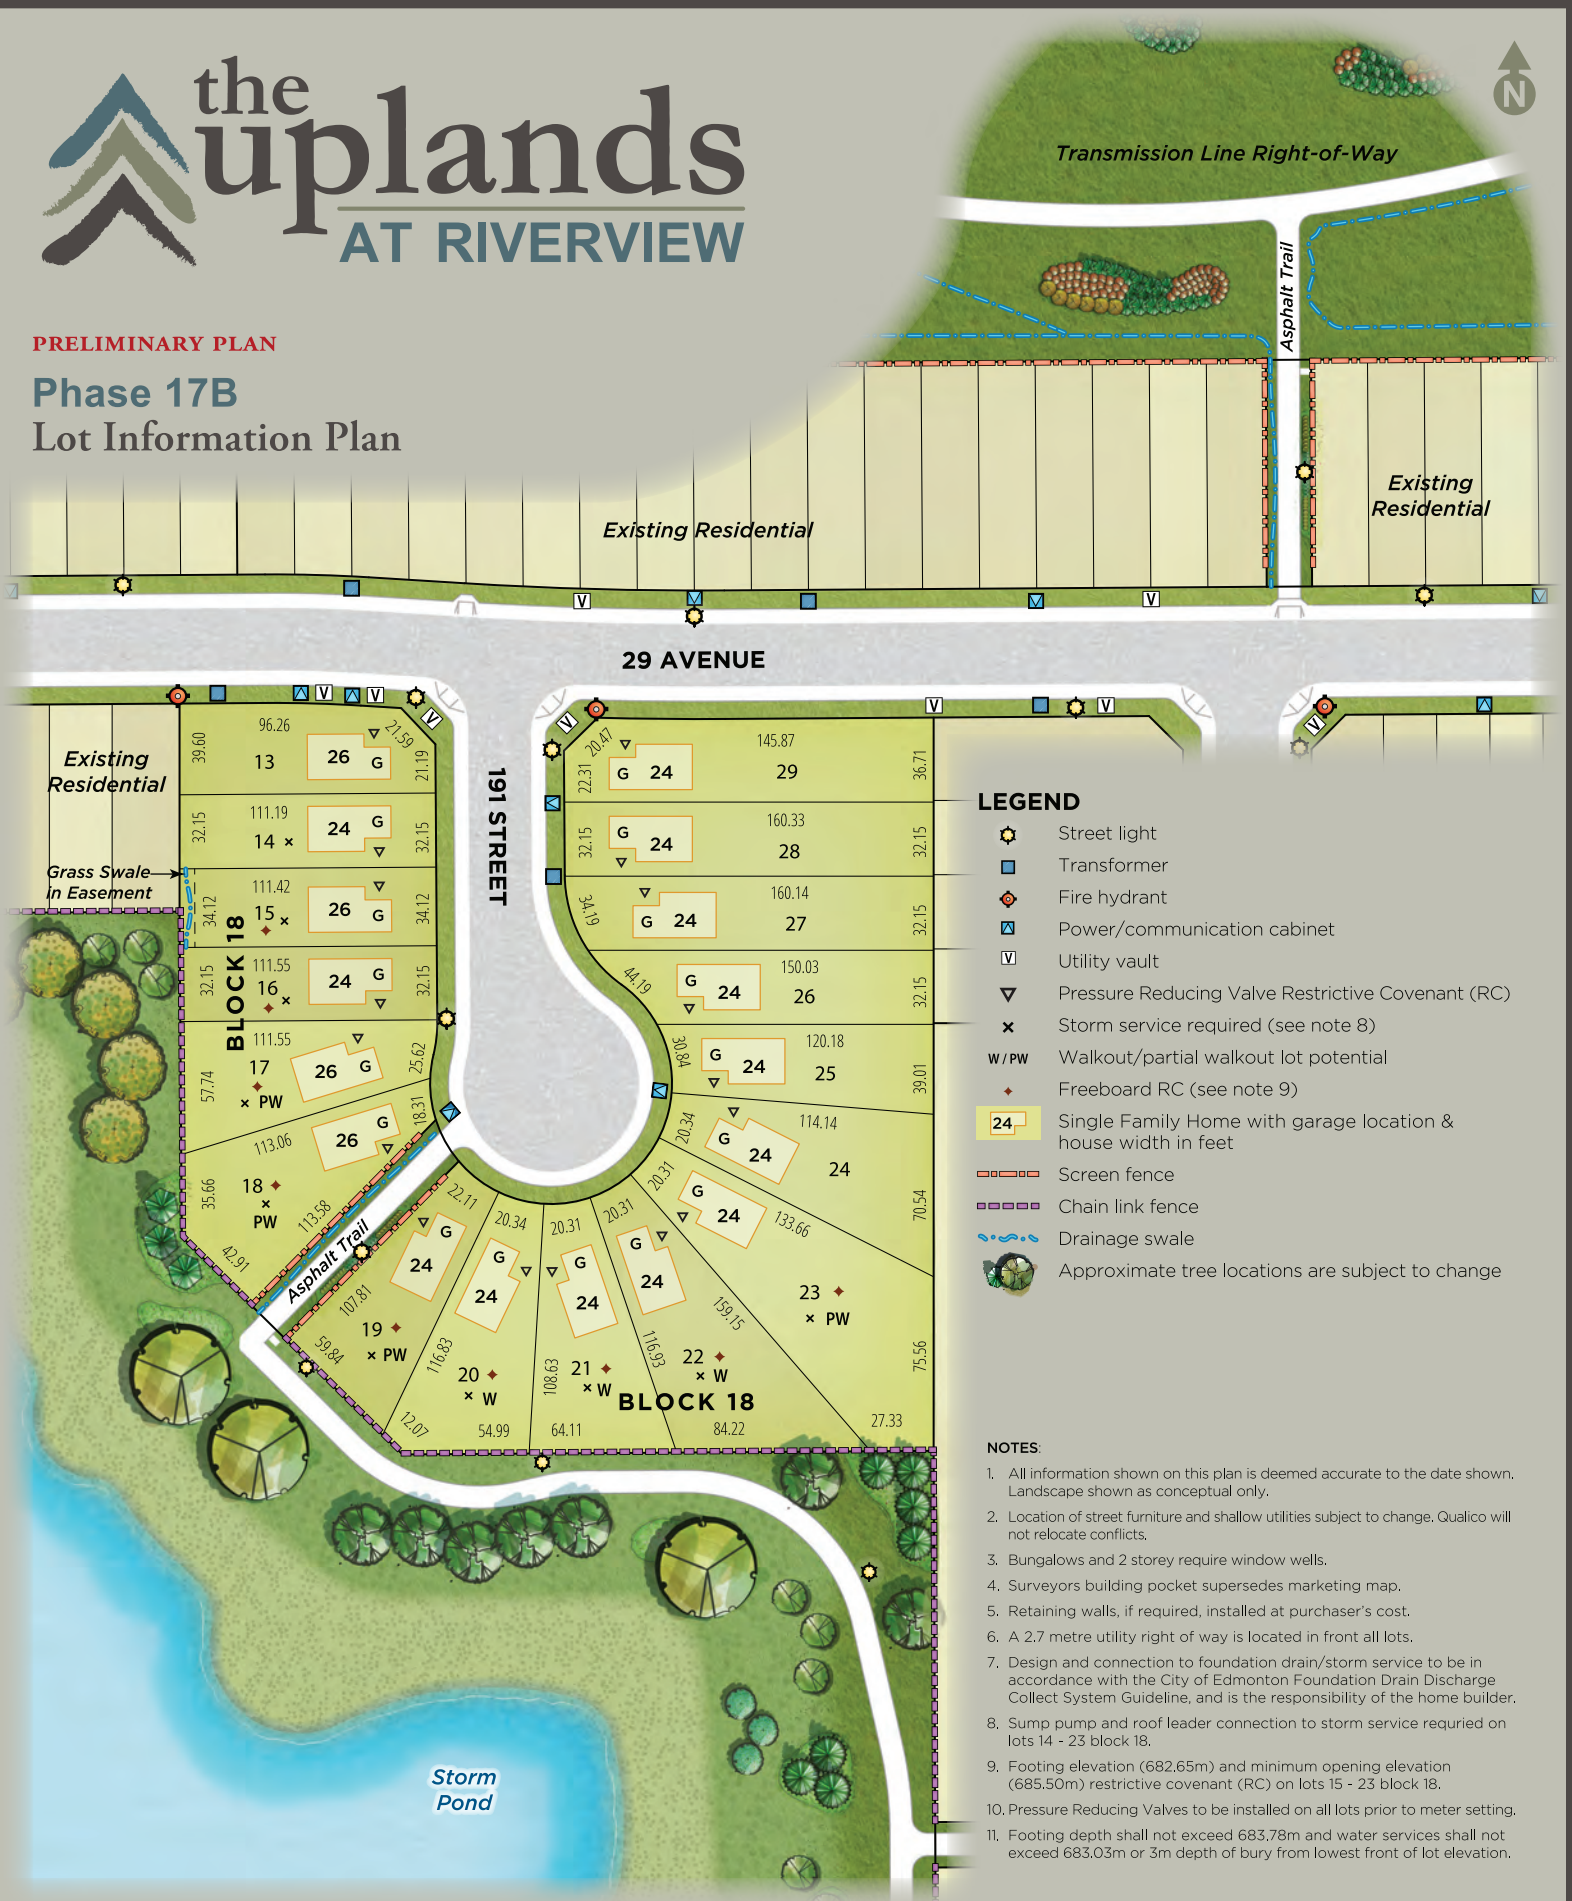 the
uplands
AT RIVERVIEW
N
PRELIMINARY PLAN
Phase 17B
Lot Information Plan
Transmission Line Right-of-Way
Asphalt Trail
Existing
Residential
Existing Residential
V
V
29 AVENUE
V
V
V
V
V
V
V
Existing
Residential
Grass Swale
in Easement
191 STREET
BLOCK 18
96.26
21.59
39.60
13
26
G
21.19
111.19
32.15
14
24
G
32.15
111.42
34.12
15
26
G
34.12
111.55
32.15
16
24
G
32.15
111.55
57.74
17
PW
26
G
25.62
113.06
18.31
35.66
18
PW
26
G
113.58
42.91
Asphalt Trail
20.47
145.87
22.31
G
24
29
36.71
160.33
32.15
G
24
28
32.15
160.14
34.19
G
24
27
32.15
150.03
44.19
G
24
26
32.15
120.18
30.84
G
24
25
39.01
114.14
20.34
G
24
24
70.54
20.31
G
24
133.66
23
PW
75.56
27.33
22.11
G
24
107.81
19
PW
59.84
12.07
20.34
G
24
116.83
20
W
54.99
20.31
G
24
108.63
21
W
64.11
20.31
G
24
116.93
22
W
159.15
84.22
BLOCK 18
Storm
Pond
LEGEND
Street light
Transformer
Fire hydrant
Power/communication cabinet
V Utility vault
Pressure Reducing Valve Restrictive Covenant (RC)
× Storm service required (see note 8)
W / PW Walkout/partial walkout lot potential
Freeboard RC (see note 9)
24 Single Family Home with garage location &
house width in feet
Screen fence
Chain link fence
Drainage swale
Approximate tree locations are subject to change
NOTES:
1. All information shown on this plan is deemed accurate to the date shown.
Landscape shown as conceptual only.
2. Location of street furniture and shallow utilities subject to change. Qualico will
not relocate conflicts.
3. Bungalows and 2 storey require window wells.
4. Surveyors building pocket supersedes marketing map.
5. Retaining walls, if required, installed at purchaser's cost.
6. A 2.7 metre utility right of way is located in front all lots.
7. Design and connection to foundation drain/storm service to be in
accordance with the City of Edmonton Foundation Drain Discharge
Collect System Guideline, and is the responsibility of the home builder.
8. Sump pump and roof leader connection to storm service requried on
lots 14 - 23 block 18.
9. Footing elevation (682.65m) and minimum opening elevation
(685.50m) restrictive covenant (RC) on lots 15 - 23 block 18.
10. Pressure Reducing Valves to be installed on all lots prior to meter setting.
11. Footing depth shall not exceed 683.78m and water services shall not
exceed 683.03m or 3m depth of bury from lowest front of lot elevation.